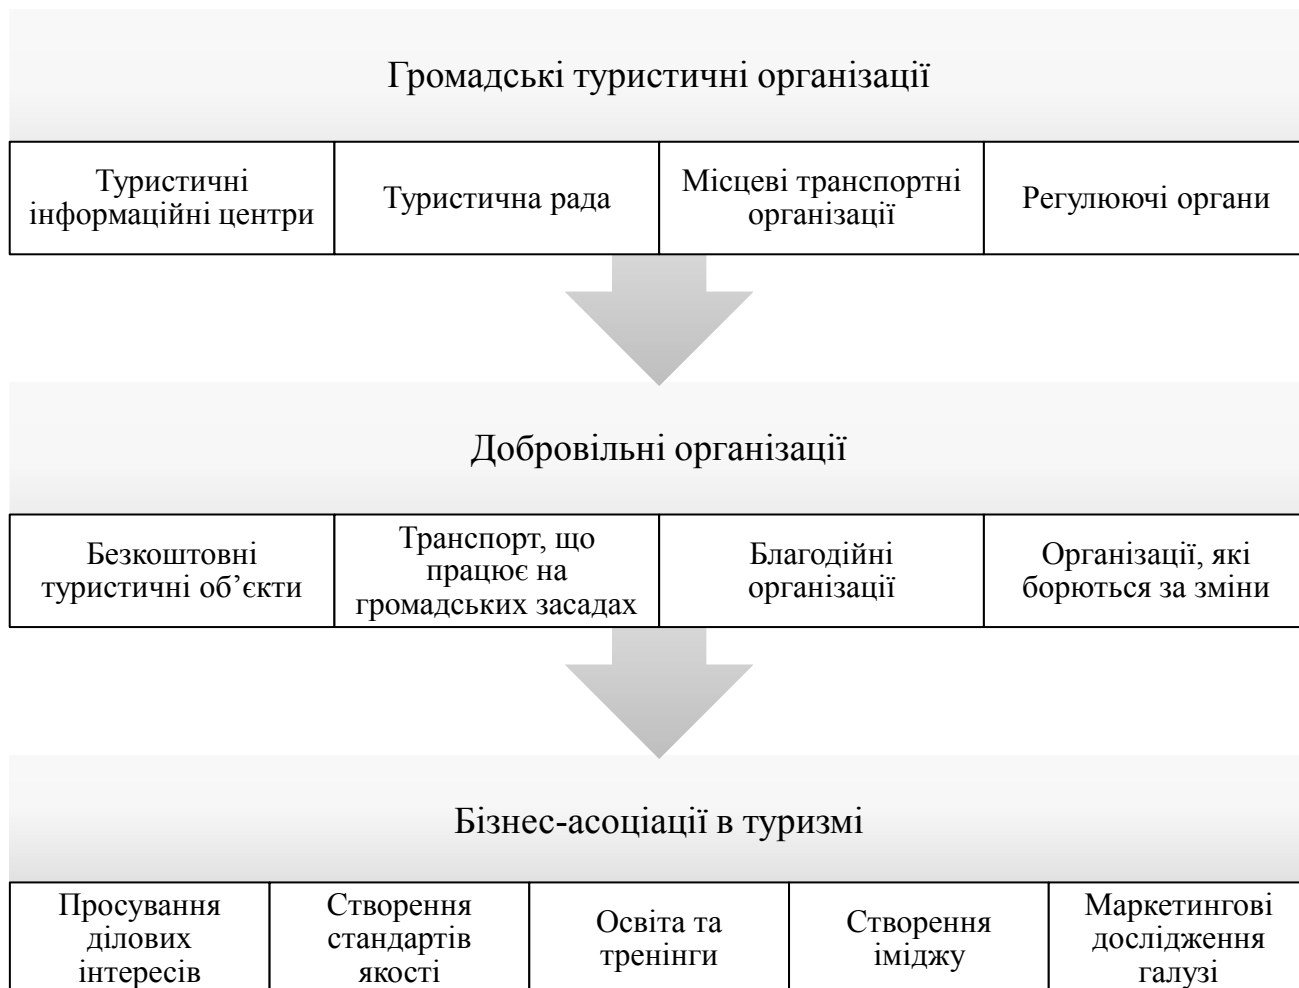 Громадські туристичні організації
Туристичні
інформаційні центри
Туристична рада
Місцеві транспортні
організації
Регулюючі органи
Добровільні організації
Безкоштовні
туристичні об’єкти
Транспорт, що
працює на
громадських засадах
Благодійні
організації
Організації, які
борються за зміни
Бізнес-асоціації в туризмі
Просування
ділових
інтересів
Створення
стандартів
якості
Освіта та
тренінги
Створення
іміджу
Маркетингові
дослідження
галузі